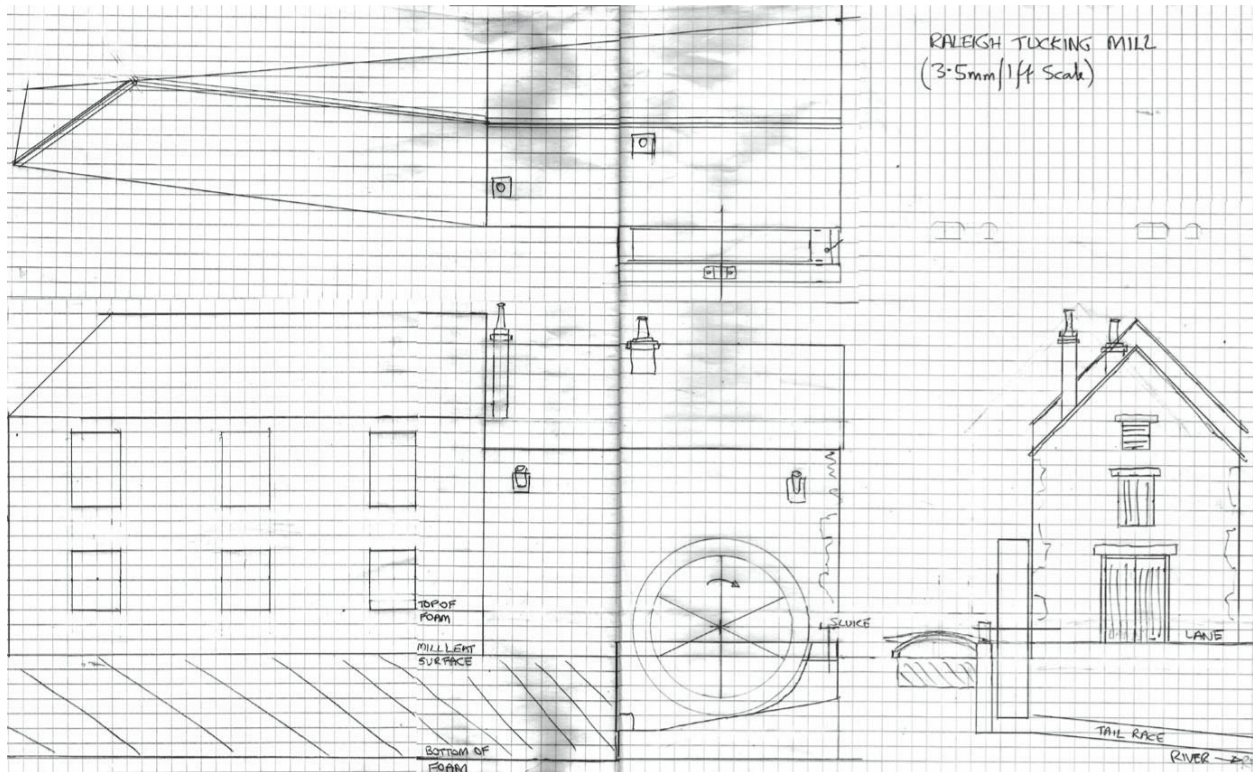 RALEIGH TUCKING MILL
(3.5mm/1ft Scale)
TOP OF
FOAM
SLUICE
LANE
MILL LEAT
SURFACE
TAIL RACE
BOTTOM OF
FOAM
RIVER →